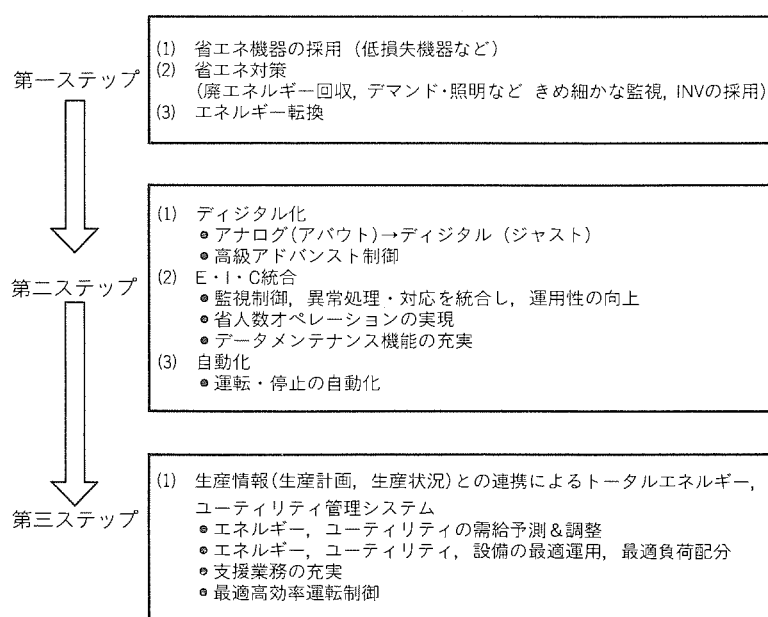 第一ステップ
(1) 省エネ機器の採用 (低損失機器など)
(2) 省エネ対策
(廃エネルギー回収, デマンド・照明など きめ細かな監視, INVの採用)
(3) エネルギー転換
第二ステップ
(1) ディジタル化
●アナログ(アバウト)→ディジタル (ジャスト)
●高級アドバンスト制御
(2) E・I・C統合
●監視制御, 異常処理・対応を統合し, 運用性の向上
●省人数オペレーションの実現
●データメンテナンス機能の充実
(3) 自動化
●運転・停止の自動化
第三ステップ
(1) 生産情報(生産計画, 生産状況)との連携によるトータルエネルギー,
ユーティリティ管理システム
●エネルギー, ユーティリティの需給予測&調整
●エネルギー, ユーティリティ, 設備の最適運用, 最適負荷配分
●支援業務の充実
●最適高効率運転制御